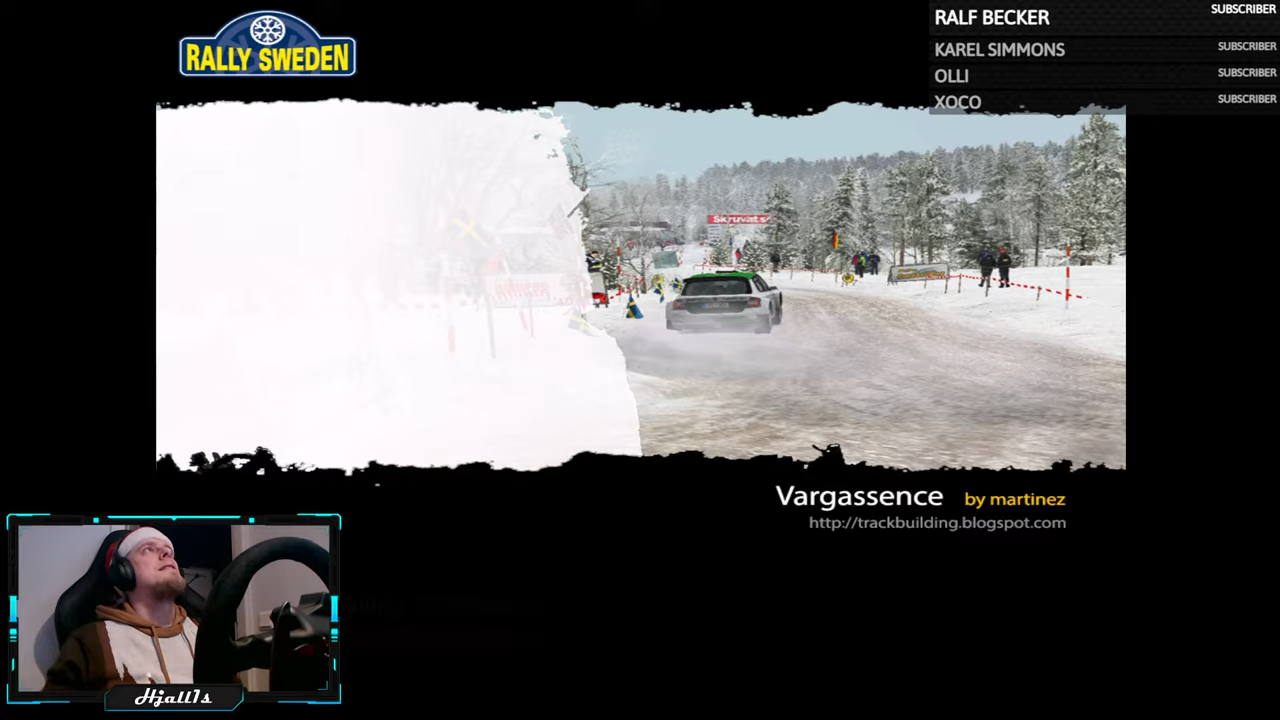 RALLY SWEDEN
RALF BECKER SUBSCRIBER
KAREL SIMMONS SUBSCRIBER
OLLI SUBSCRIBER
XOCO SUBSCRIBER
Skruvat.s
Vargassence by martinez
http://trackbuilding.blogspot.com
Hjall1s